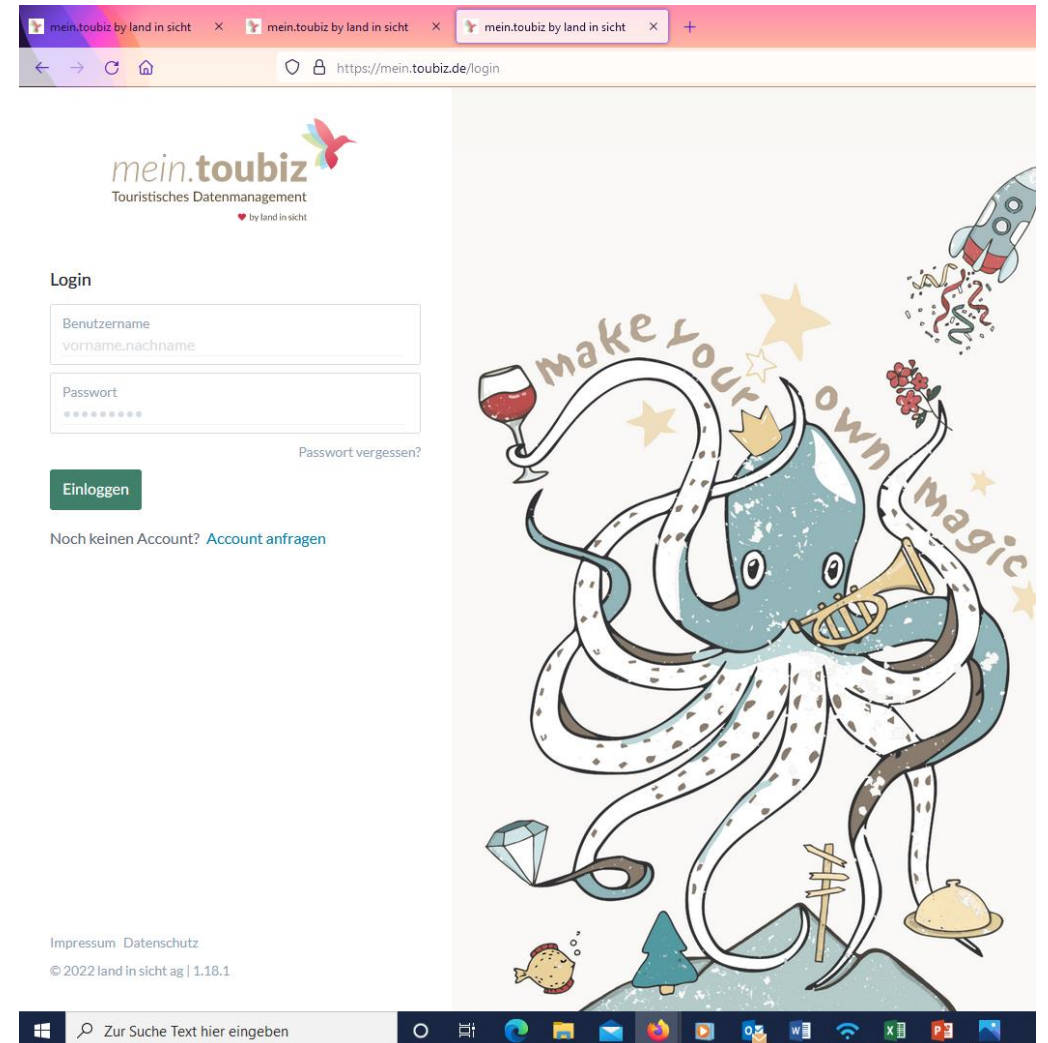 mein.toubiz by land in sicht
mein.toubiz by land in sicht
mein.toubiz by land in sicht
https://mein.toubiz.de/login
mein.toubiz
Touristisches Datenmanagement
by land in sicht
Login
Benutzername
vorname.nachname
Passwort
Passwort vergessen?
Einloggen
Noch keinen Account? Account anfragen
make your own magic
Impressum Datenschutz
© 2022 land in sicht ag | 1.18.1
Zur Suche Text hier eingeben